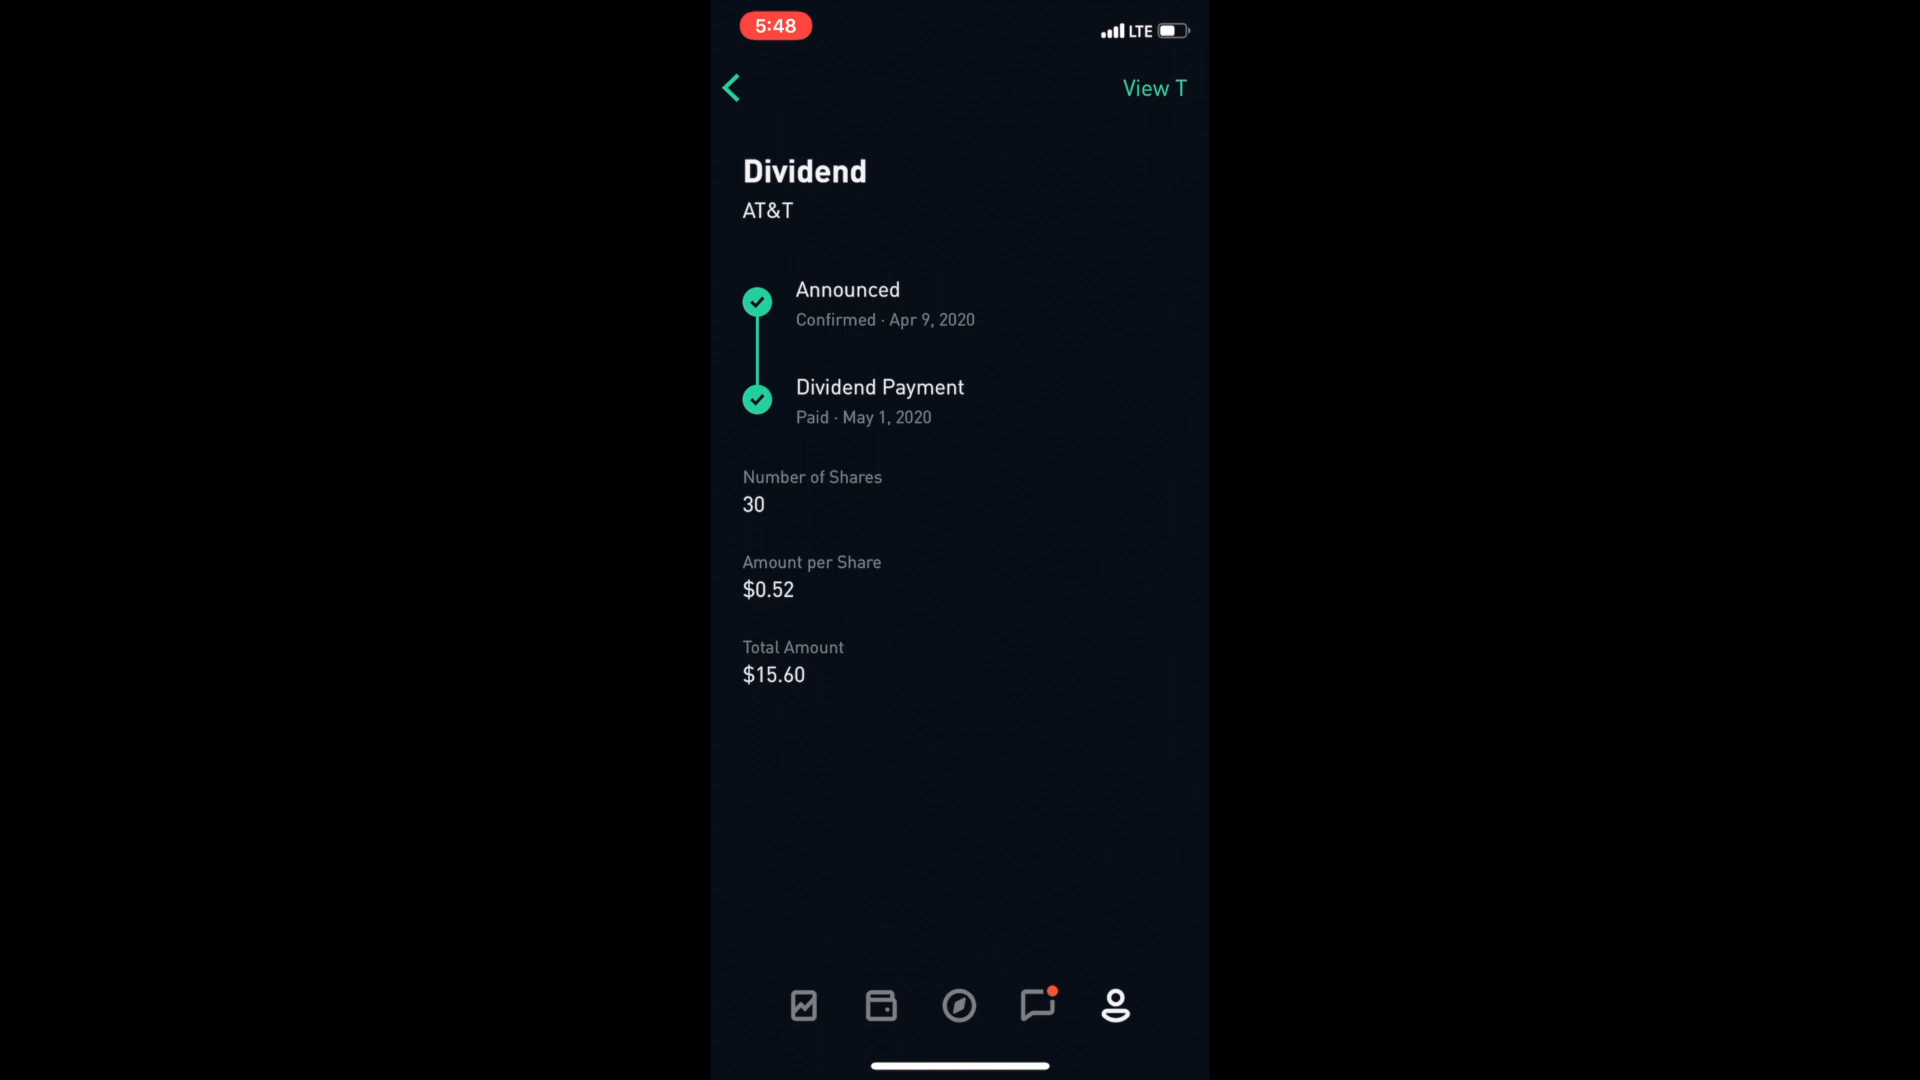 5:48
LTE
View T
Dividend
AT&T
Announced
Confirmed · Apr 9, 2020
Dividend Payment
Paid · May 1, 2020
Number of Shares
30
Amount per Share
$0.52
Total Amount
$15.60